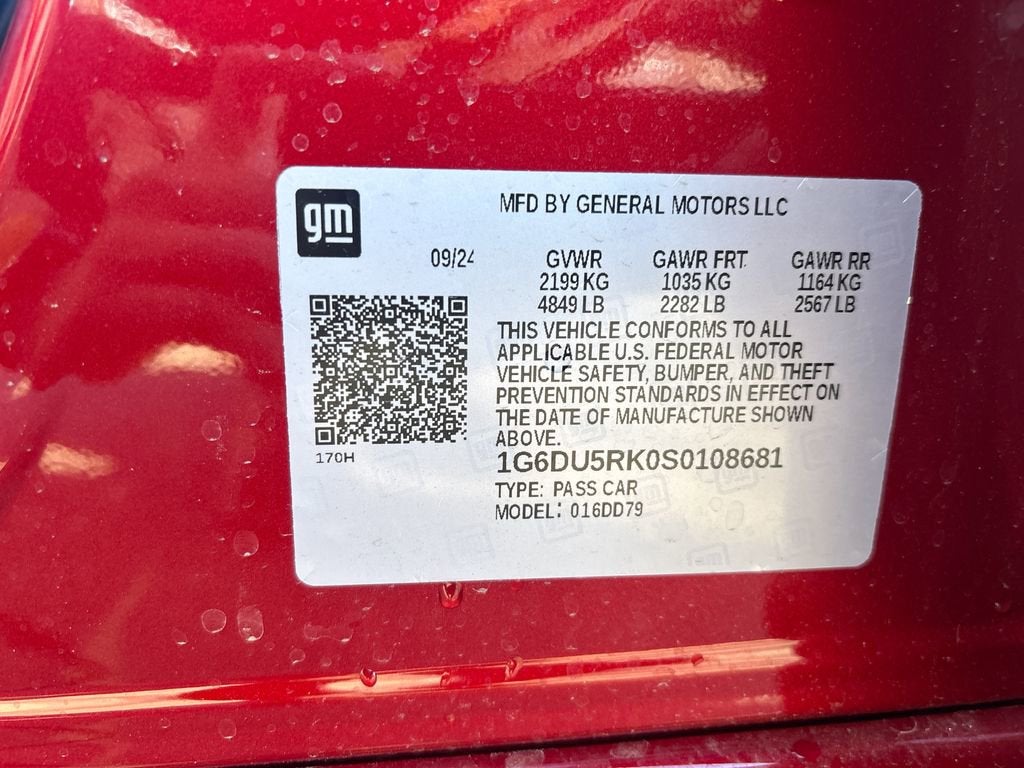 gm
MFD BY GENERAL MOTORS LLC
09/24 GVWR GAWR FRT GAWR RR
2199 KG 1035 KG 1164 KG
4849 LB 2282 LB 2567 LB
THIS VEHICLE CONFORMS TO ALL
APPLICABLE U.S. FEDERAL MOTOR
VEHICLE SAFETY, BUMPER, AND THEFT
PREVENTION STANDARDS IN EFFECT ON
THE DATE OF MANUFACTURE SHOWN
ABOVE.
170H
1G6DU5RK0S0108681
TYPE: PASS CAR
MODEL: 016DD79